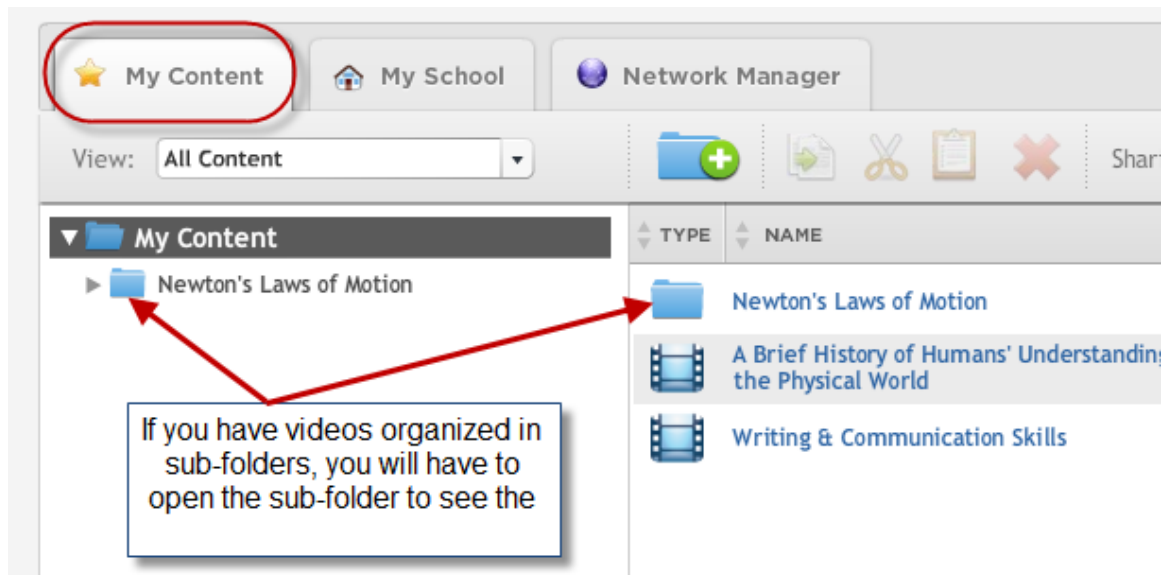 My Content
My School
Network Manager
View:
All Content
My Content
Newton's Laws of Motion
TYPE
NAME
Newton's Laws of Motion
A Brief History of Humans' Understanding
the Physical World
Writing & Communication Skills
If you have videos organized in
sub-folders, you will have to
open the sub-folder to see the